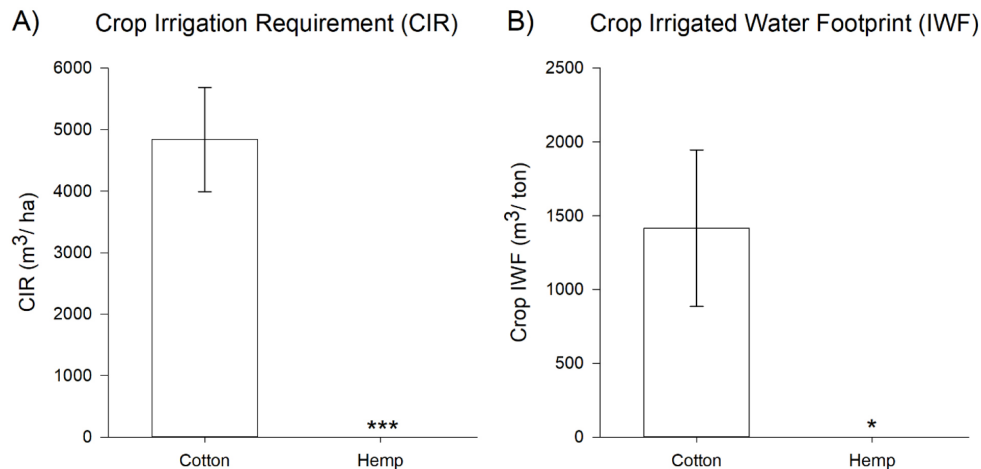 A) Crop Irrigation Requirement (CIR)
6000
5000
4000
3000
2000
1000
0
CIR (m³/ ha)
***
Cotton Hemp
B) Crop Irrigated Water Footprint (IWF)
2500
2000
1500
1000
500
0
Crop IWF (m³/ ton)
*
Cotton Hemp